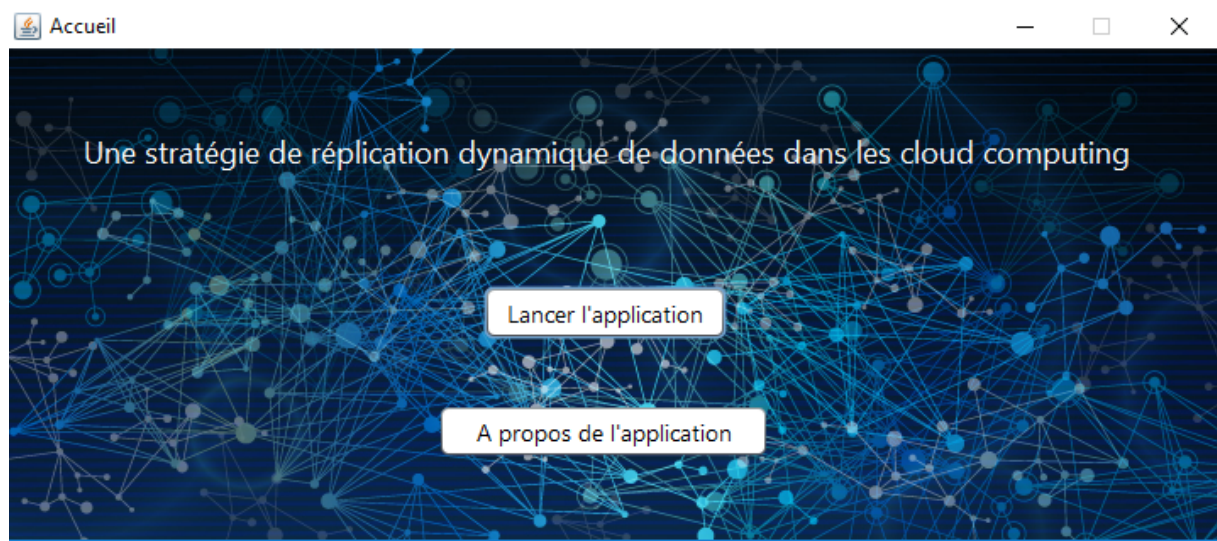 Accueil
Une stratégie de réplication dynamique de données dans les cloud computing
Lancer l'application
A propos de l'application